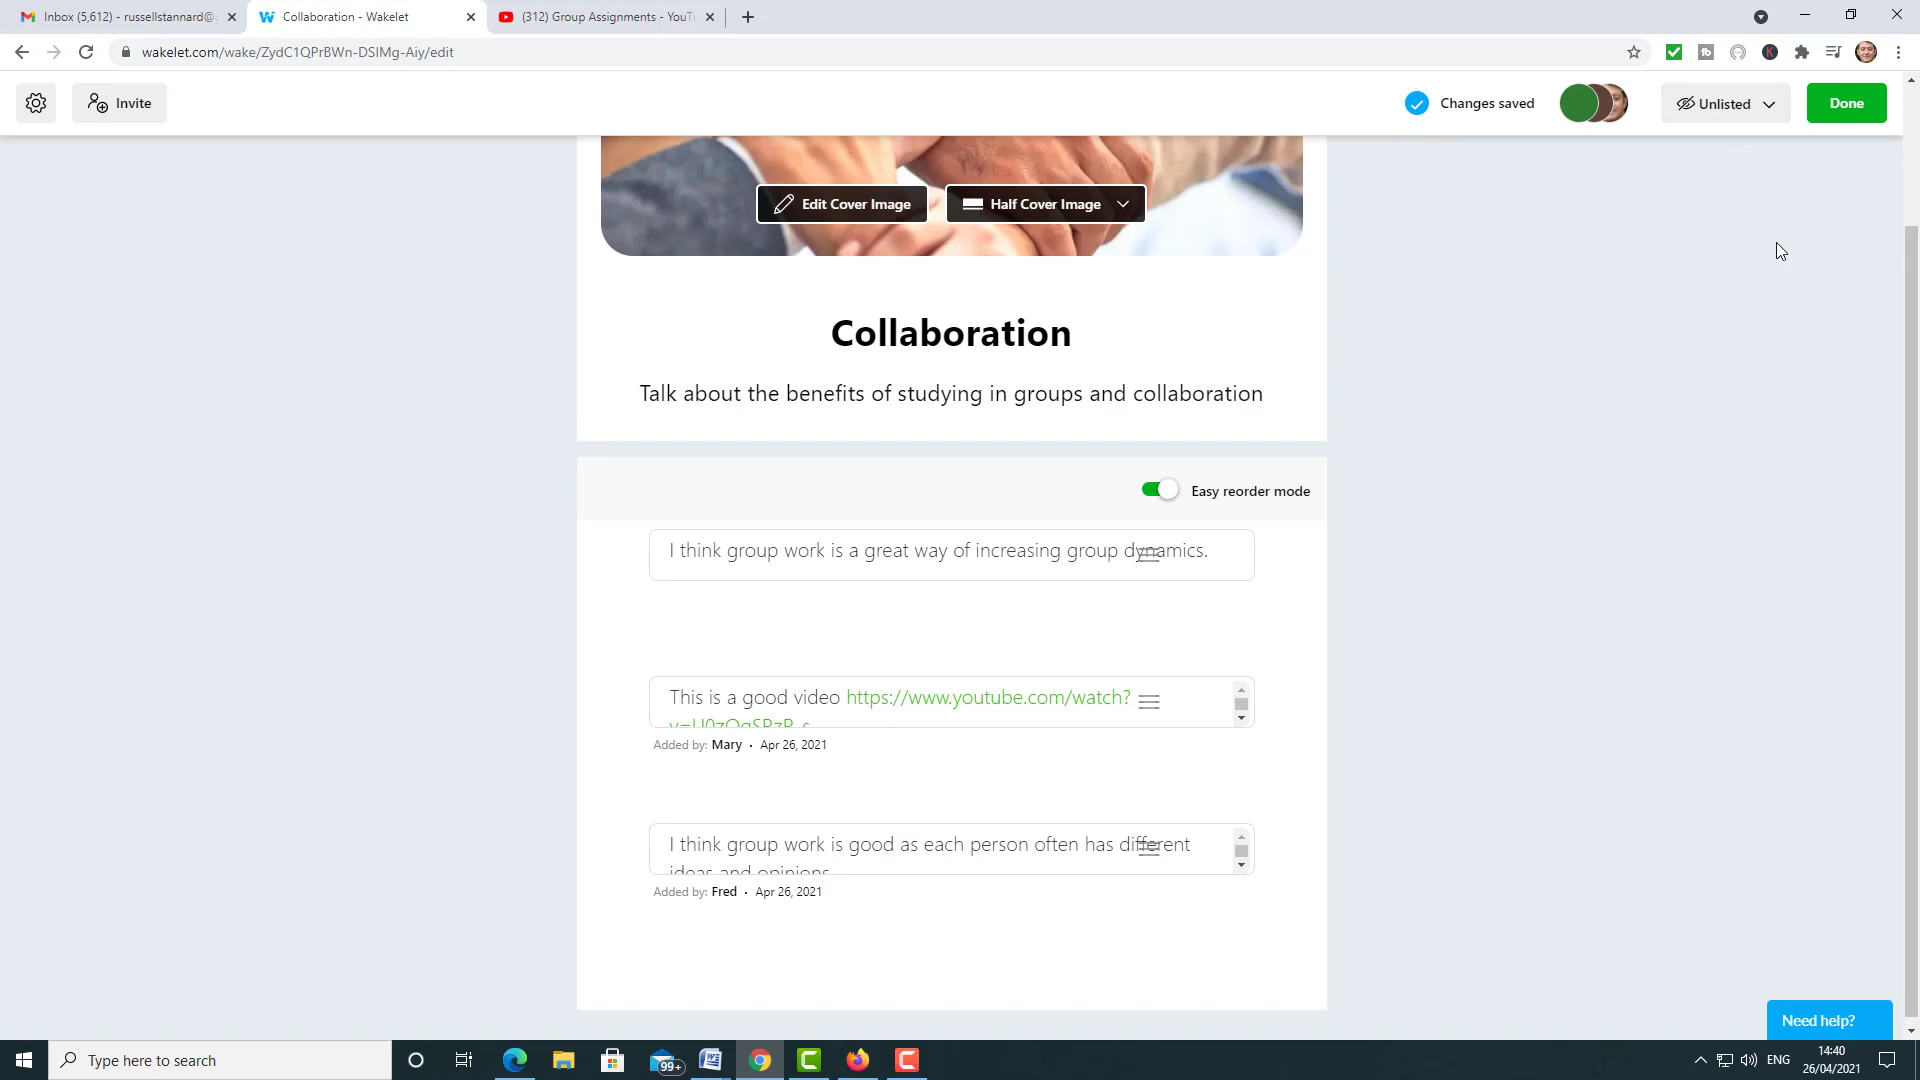 Inbox (5,612) - russellstannard@
Collaboration - Wakelet
(312) Group Assignments - YouT
wakelet.com/wake/ZydC1QPrBWn-DSIMg-Aiy/edit
Invite
Changes saved
Unlisted
Done
Edit Cover Image
Half Cover Image
Collaboration
Talk about the benefits of studying in groups and collaboration
Easy reorder mode
I think group work is a great way of increasing group dynamics.
This is a good video https://www.youtube.com/watch?
Added by: Mary • Apr 26, 2021
I think group work is good as each person often has different
ideas and opinions
Added by: Fred • Apr 26, 2021
Need help?
Type here to search
99+
ENG
14:40
26/04/2021